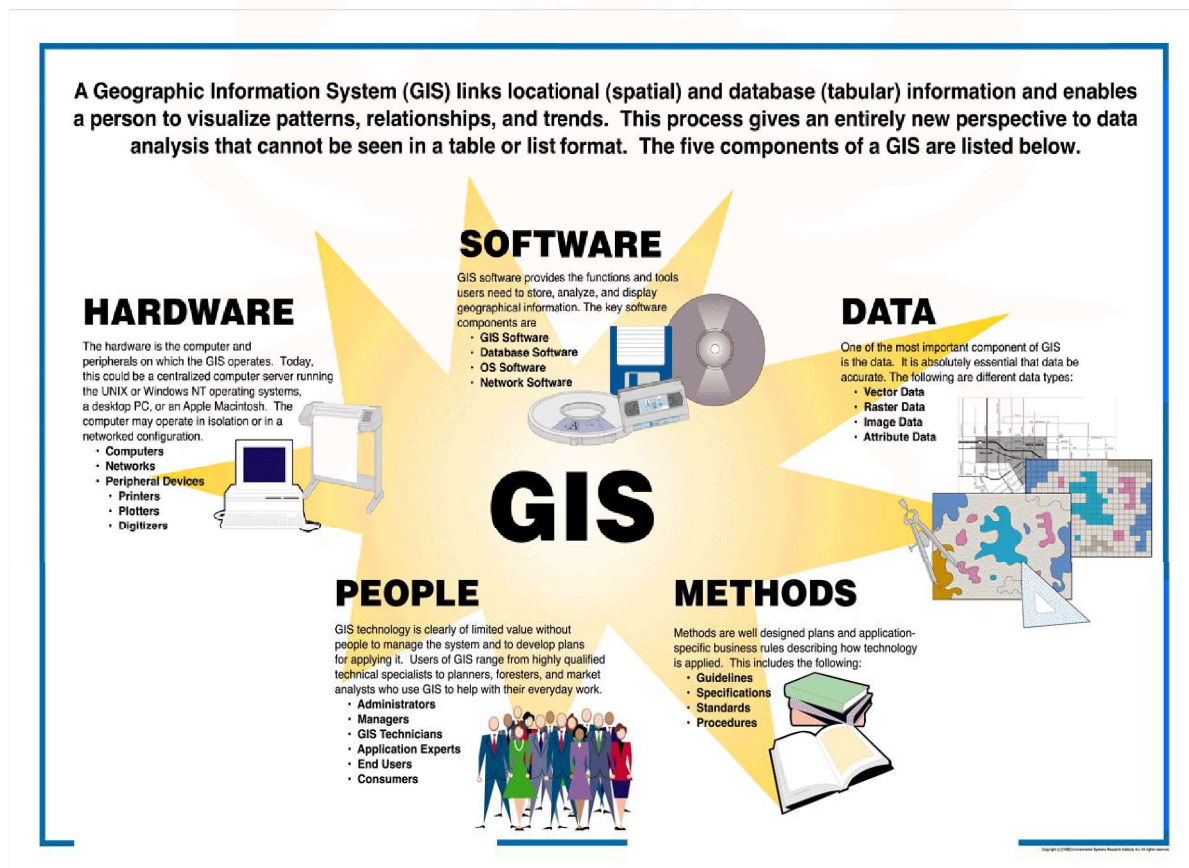 A Geographic Information System (GIS) links locational (spatial) and database (tabular) information and enables
a person to visualize patterns, relationships, and trends. This process gives an entirely new perspective to data
analysis that cannot be seen in a table or list format. The five components of a GIS are listed below.
SOFTWARE
GIS software provides the functions and tools
users need to store, analyze, and display
geographical information. The key software
components are
· GIS Software
· Database Software
· OS Software
· Network Software
HARDWARE
The hardware is the computer and
peripherals on which the GIS operates. Today,
this could be a centralized computer server running
the UNIX or Windows NT operating systems,
a desktop PC, or an Apple Macintosh. The
computer may operate in isolation or in a
networked configuration.
· Computers
· Networks
· Peripheral Devices
· Printers
· Plotters
· Digitizers
DATA
One of the most important component of GIS
is the data. It is absolutely essential that data be
accurate. The following are different data types:
· Vector Data
· Raster Data
· Image Data
· Attribute Data
GIS
PEOPLE
GIS technology is clearly of limited value without
people to manage the system and to develop plans
for applying it. Users of GIS range from highly qualified
technical specialists to planners, foresters, and market
analysts who use GIS to help with their everyday work.
· Administrators
· Managers
· GIS Technicians
· Application Experts
· End Users
· Consumers
METHODS
Methods are well designed plans and application-
specific business rules describing how technology
is applied. This includes the following:
· Guidelines
· Specifications
· Standards
· Procedures